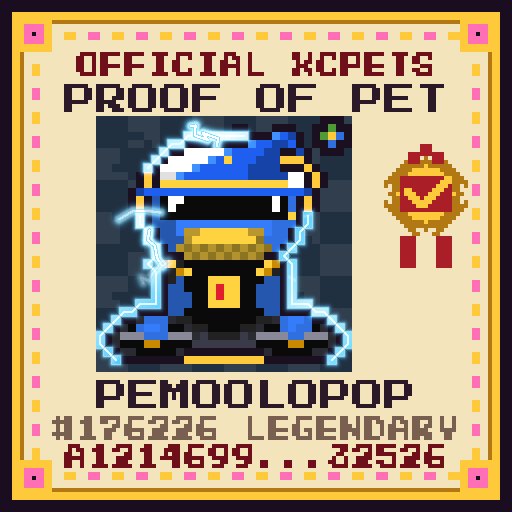 OFFICIAL XCPETS
PROOF OF PET
PEMOOLOPOP
#176226 LEGENDARY
A1214699...32526